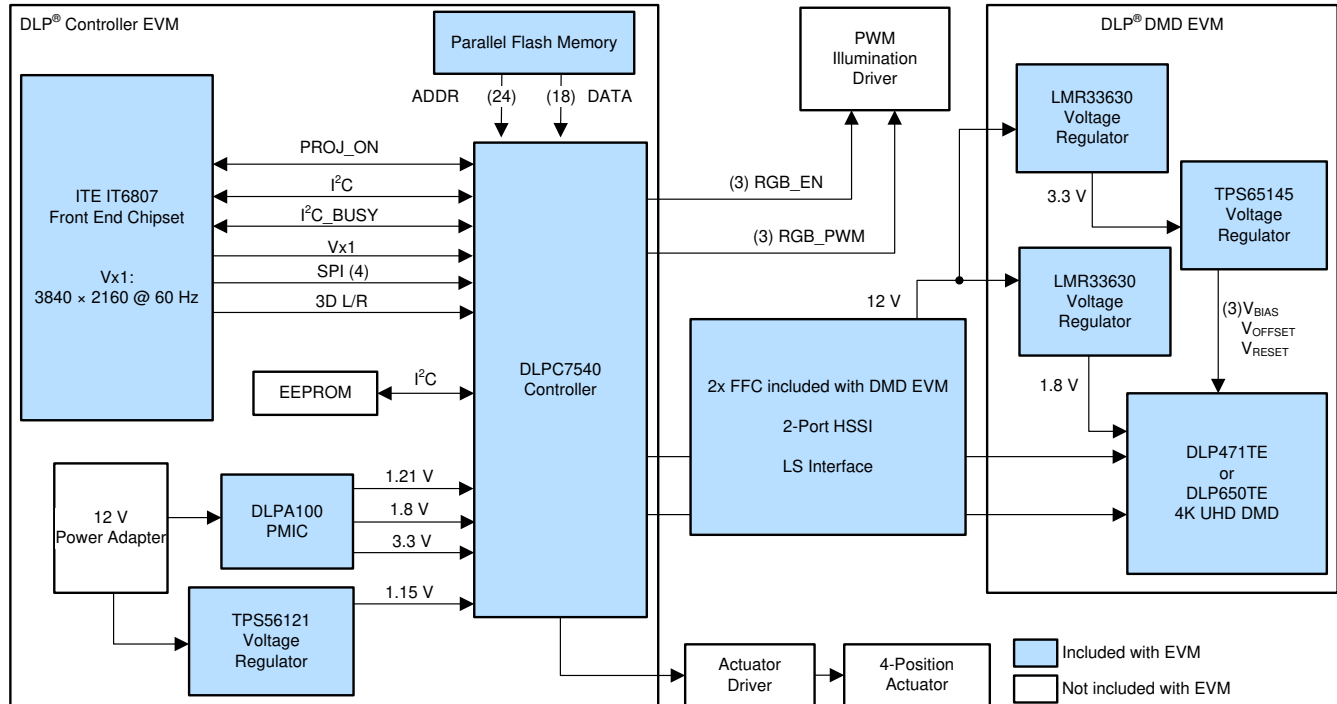 DLP® Controller EVM
Parallel Flash Memory
ADDR (24) (18) DATA
ITE IT6807
Front End Chipset
Vx1:
3840 × 2160 @ 60 Hz
PROJ_ON
I²C
I²C_BUSY
Vx1
SPI (4)
3D L/R
EEPROM
I²C
DLPC7540
Controller
12 V
Power Adapter
DLPA100
PMIC
1.21 V
1.8 V
3.3 V
TPS56121
Voltage
Regulator
1.15 V
PWM
Illumination
Driver
(3) RGB_EN
(3) RGB_PWM
12 V
2x FFC included with DMD EVM
2-Port HSSI
LS Interface
Actuator
Driver
4-Position
Actuator
DLP® DMD EVM
LMR33630
Voltage
Regulator
3.3 V
TPS65145
Voltage
Regulator
LMR33630
Voltage
Regulator
(3)VBIAS
VOFFSET
VRESET
1.8 V
DLP471TE
or
DLP650TE
4K UHD DMD
Included with EVM
Not included with EVM